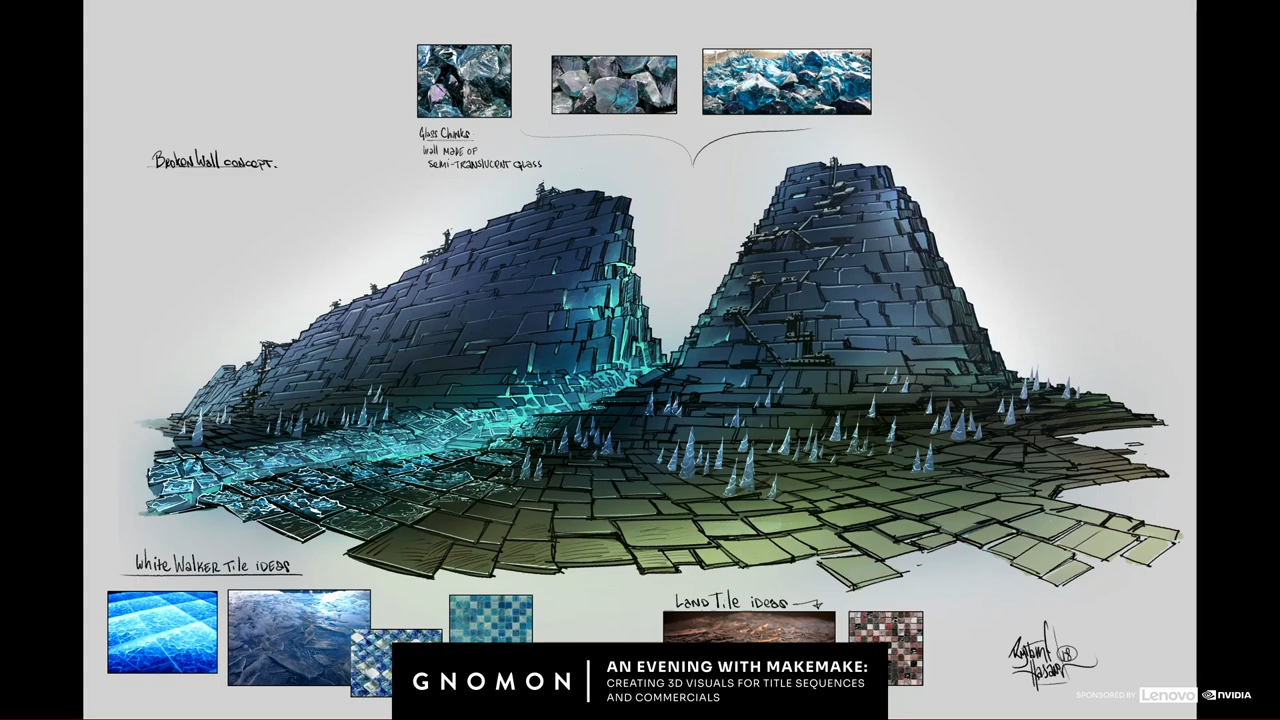 Broken Wall concept.
Glass Chunks
Wall made of
semi-translucent glass
White Walker Tile ideas
Land Tile ideas
GNOMON
AN EVENING WITH MAKEMAKE:
CREATING 3D VISUALS FOR TITLE SEQUENCES
AND COMMERCIALS
SPONSORED BY Lenovo NVIDIA